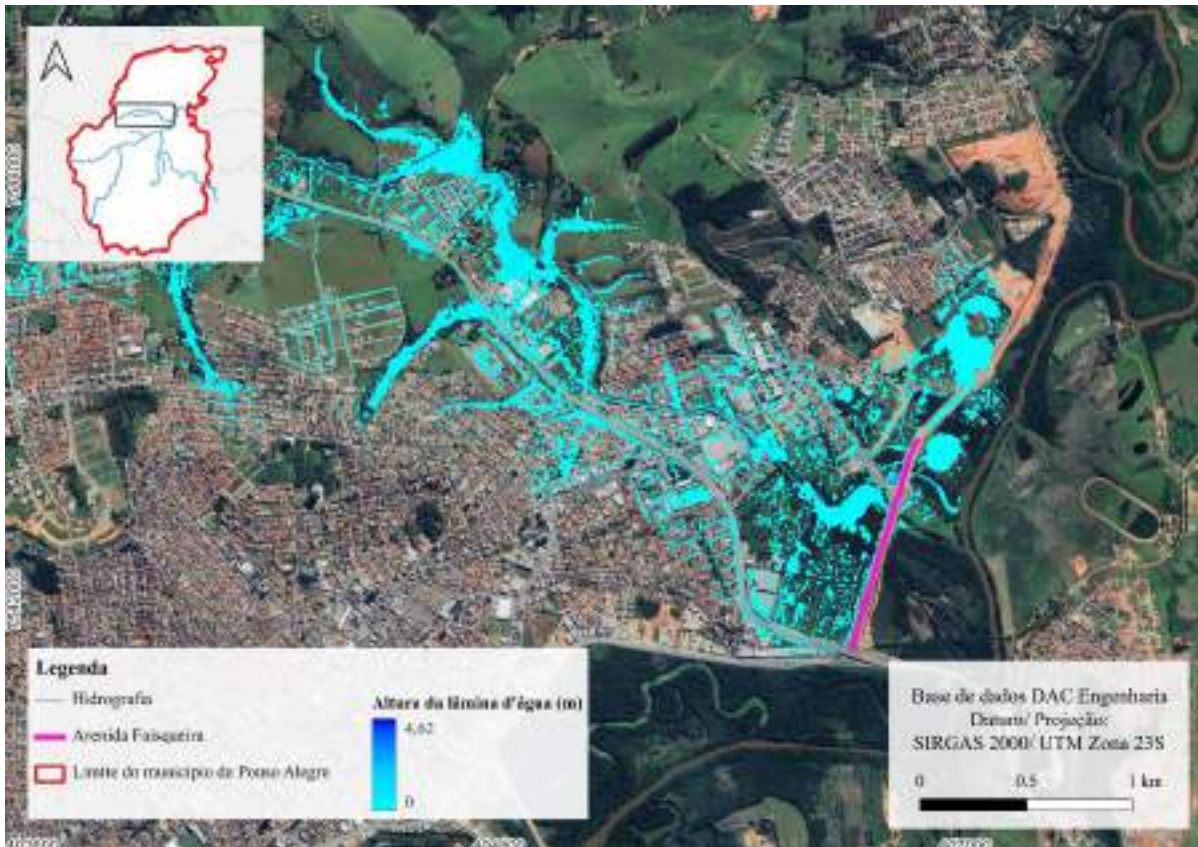 Legenda
Hidrografia
Avenida Faisqueira
Limite do município de Pouso Alegre
Altura da lâmina d'água (m)
4,62
0
Base de dados DAC Engenharia
Datum/ Projeção:
SIRGAS 2000/ UTM Zona 23S
0 0.5 1 km